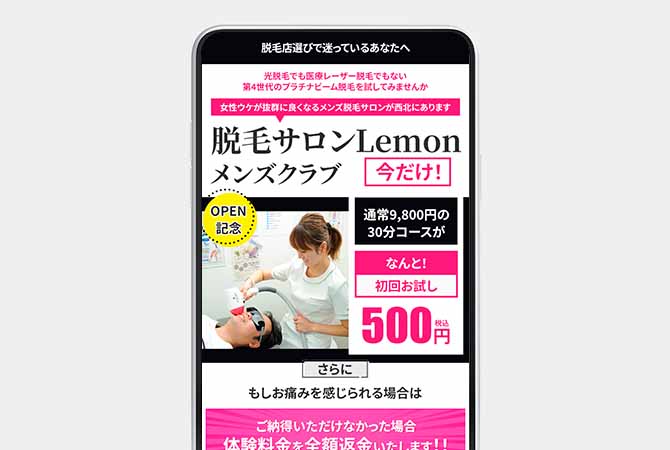 脱毛店選びで迷っているあなたへ
光脱毛でも医療レーザー脱毛でもない
第4世代のプラチナビーム脱毛を試してみませんか
女性ウケが抜群に良くなるメンズ脱毛サロンが西北にあります
脱毛サロンLemon
メンズクラブ
今だけ!
OPEN
記念
通常9,800円の
30分コースが
なんと!
初回お試し
500円
税込
さらに
もしお痛みを感じられる場合は
ご納得いただけなかった場合
体験料金を全額返金いたします!!